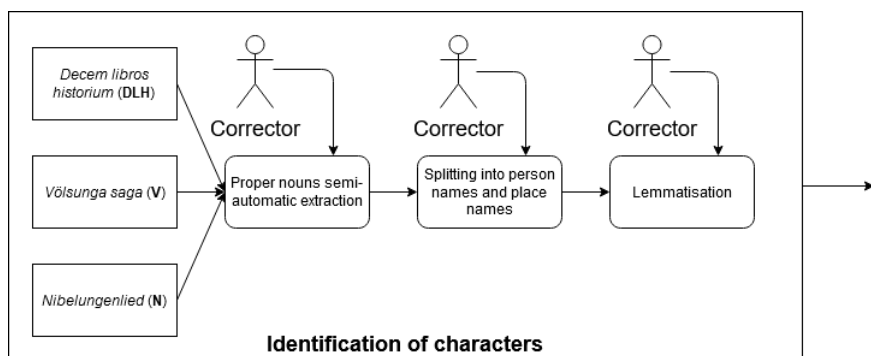 Decem libros
historium (DLH)
Völsunga saga (V)
Nibelungenlied (N)
Corrector
Corrector
Corrector
Proper nouns semi-
automatic extraction
Splitting into person
names and place
names
Lemmatisation
Identification of characters